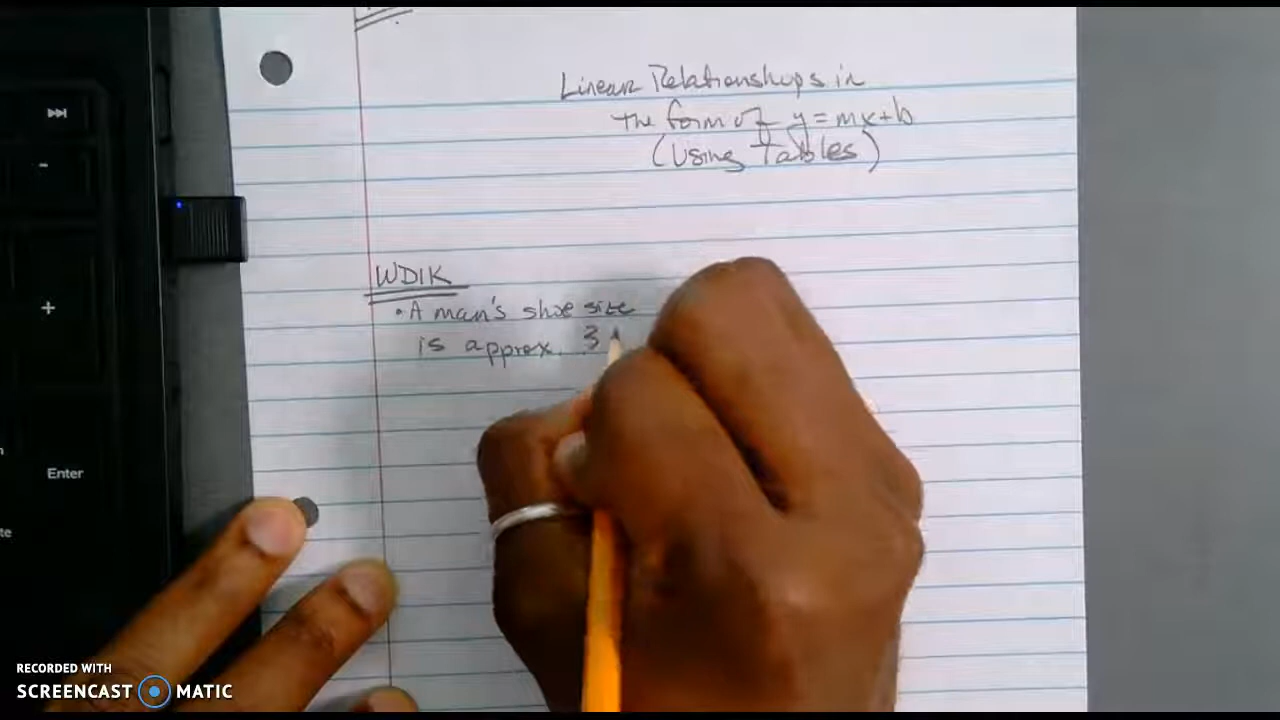 Linear Relationships in
the form of y = mx+b
(Using Tables)
WDIK
• A man's shoe size
is approx. 3
Enter
RECORDED WITH
SCREENCAST MATIC